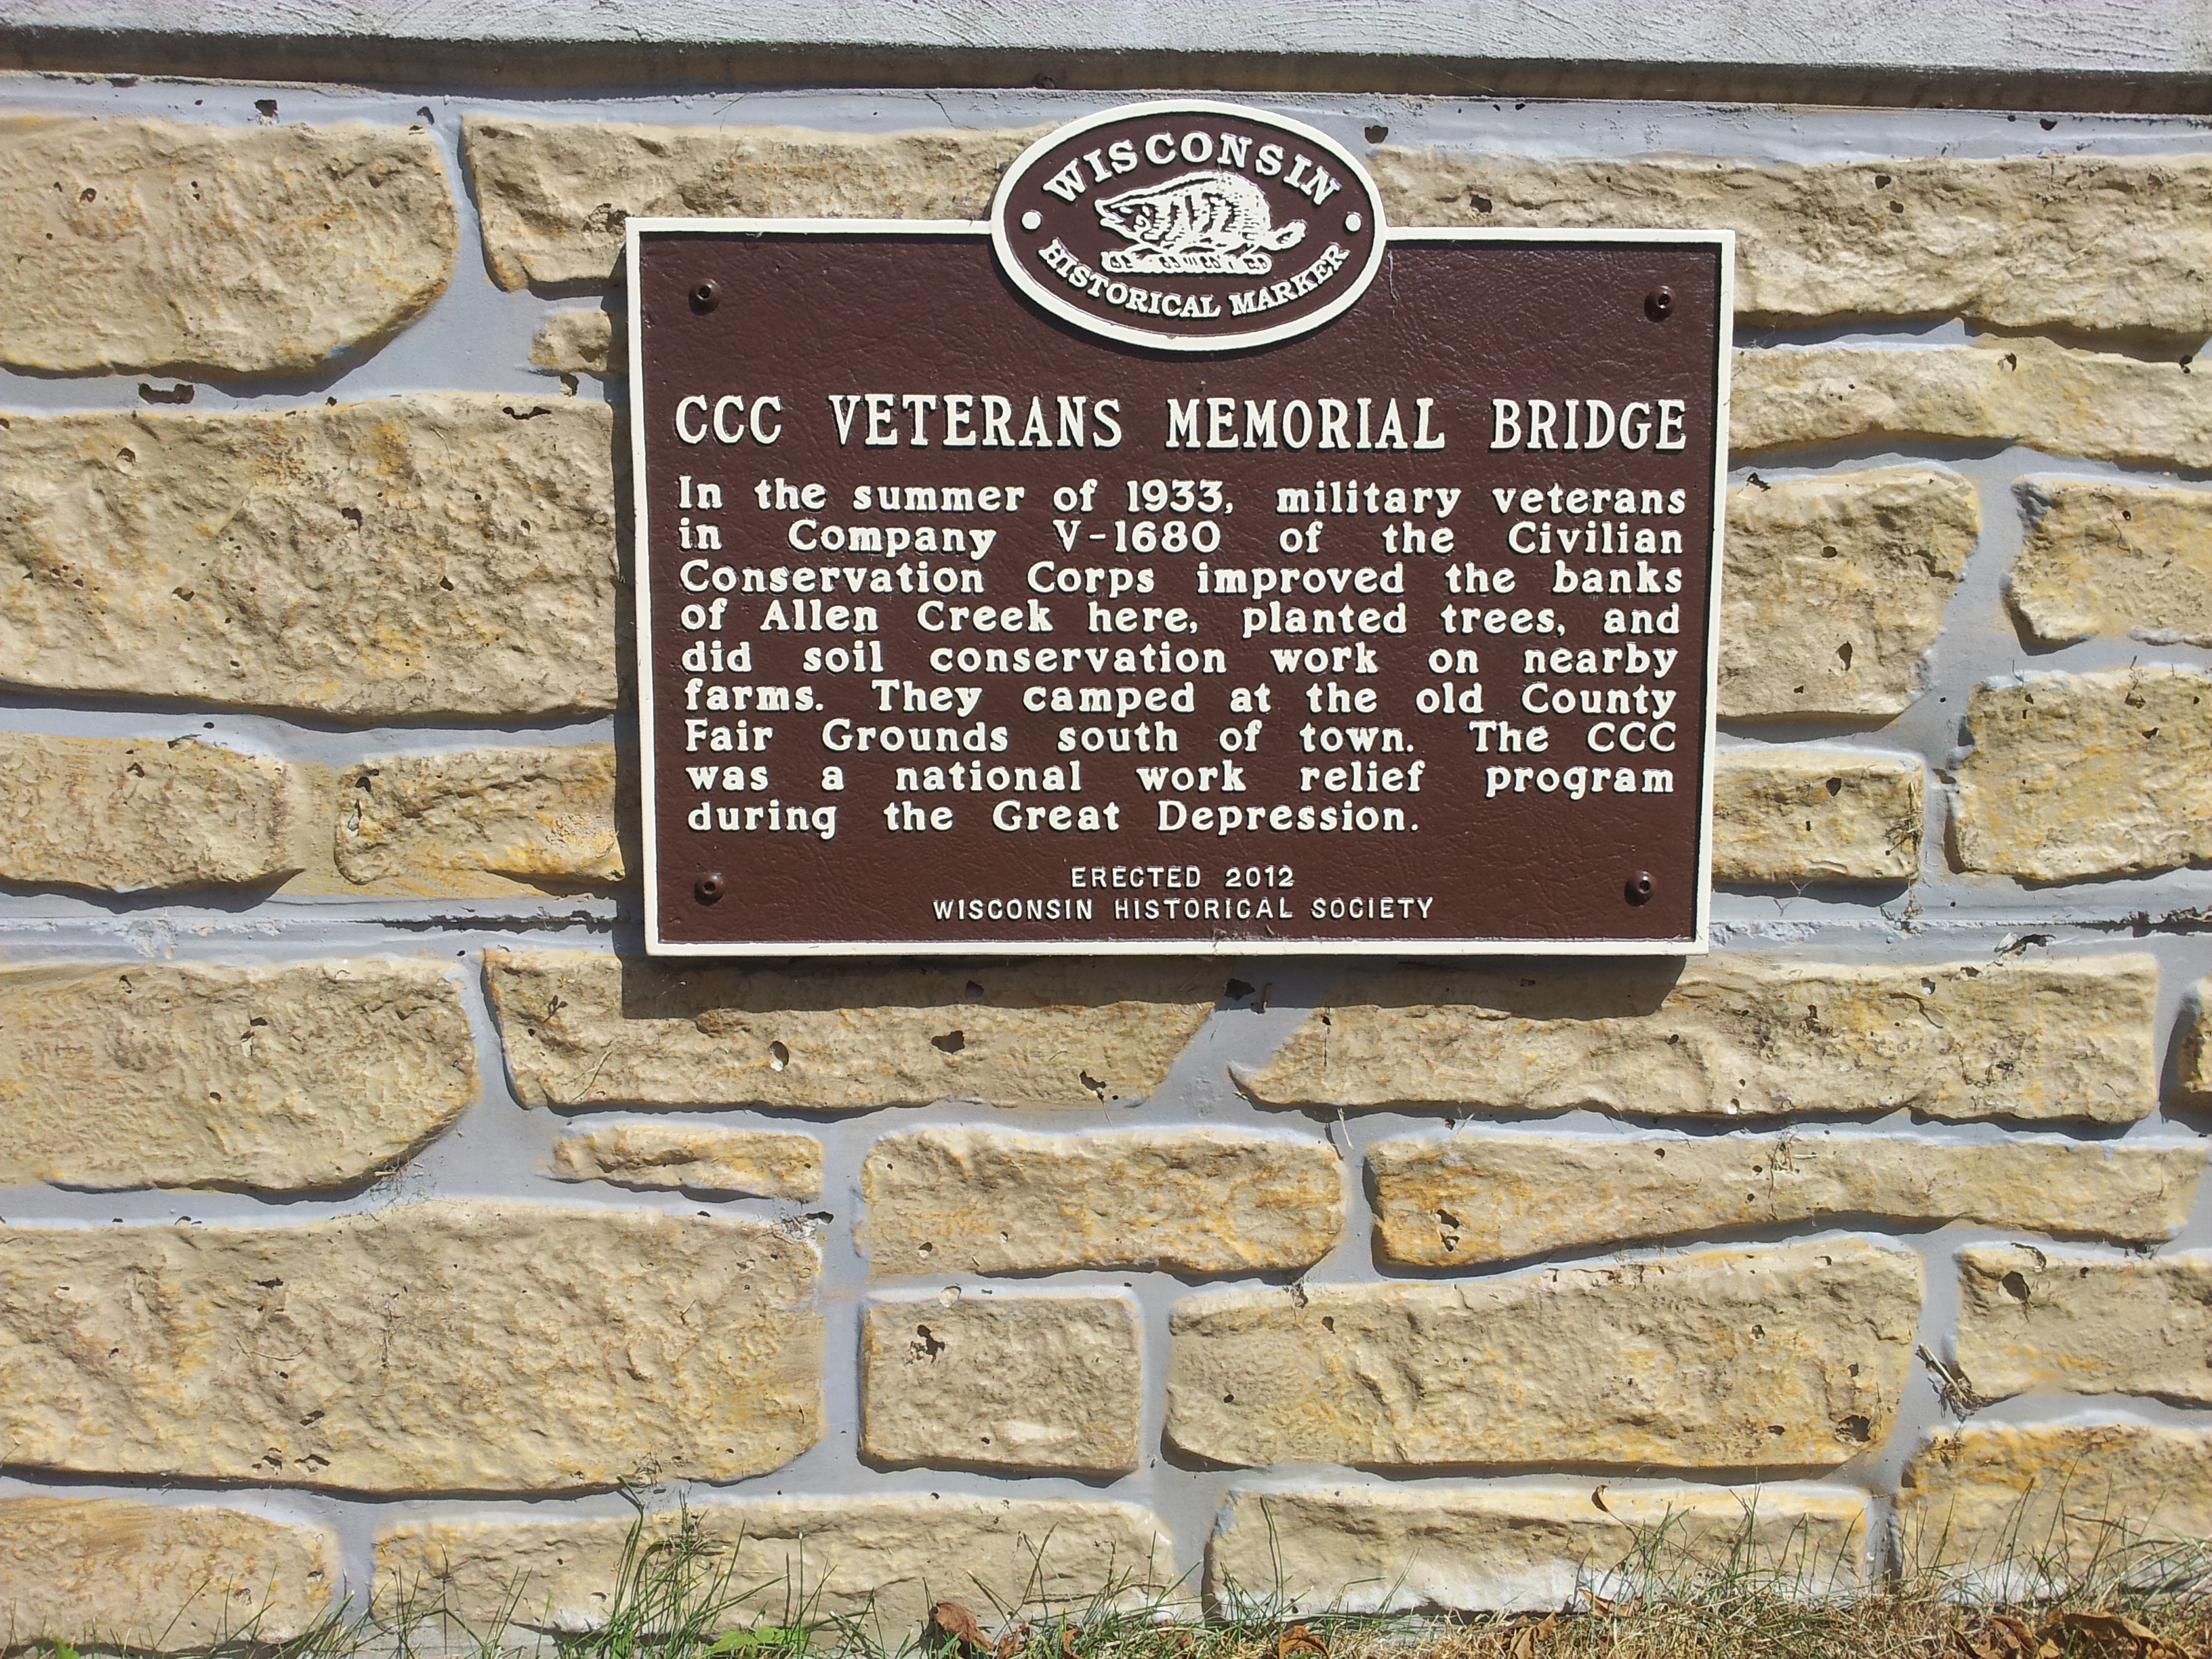 WISCONSIN
HISTORICAL MARKER
CCC VETERANS MEMORIAL BRIDGE
In the summer of 1933, military veterans
in Company V-1680 of the Civilian
Conservation Corps improved the banks
of Allen Creek here, planted trees, and
did soil conservation work on nearby
farms. They camped at the old County
Fair Grounds south of town. The CCC
was a national work relief program
during the Great Depression.
ERECTED 2012
WISCONSIN HISTORICAL SOCIETY